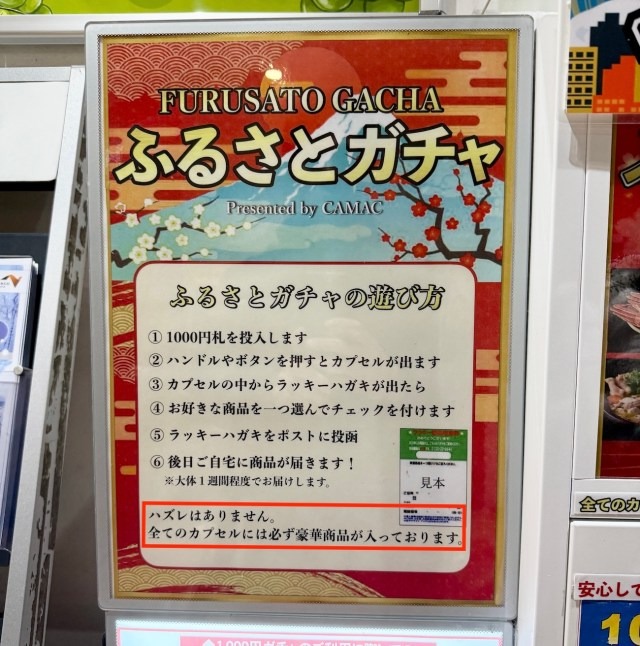 FURUSATO GACHA
ふるさとガチャ
Presented by CAMAC
ふるさとガチャの遊び方
① 1000円札を投入します
② ハンドルやボタンを押すとカプセルが出ます
③ カプセルの中からラッキーハガキが出たら
④ お好きな商品を一つ選んでチェックを付けます
⑤ ラッキーハガキをポストに投函
⑥ 後日ご自宅に商品が届きます！
※大体１週間程度でお届けします。
見本
ハズレはありません。
全てのカプセルには必ず豪華商品が入っております。
全てのカプ
安心して